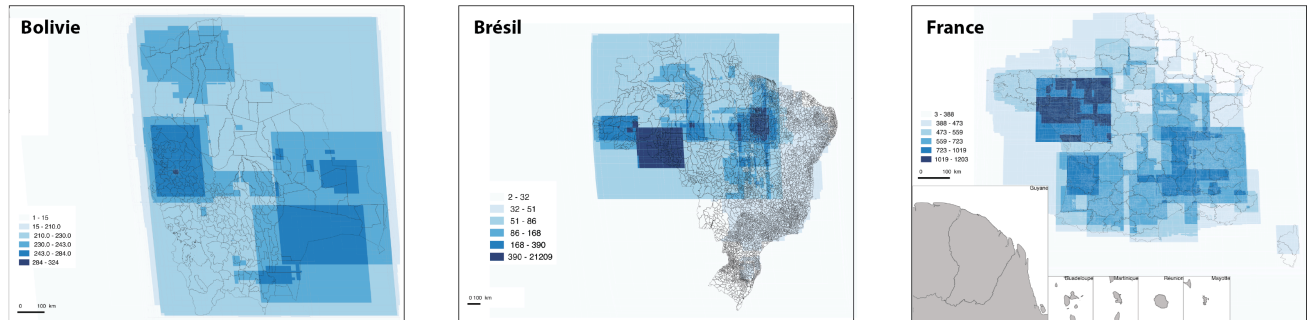 Bolivie
1 - 15
15 - 210.0
210.0 - 230.0
230.0 - 243.0
243.0 - 284.0
284 - 324
0 100 km
Brésil
2 - 32
32 - 51
51 - 86
86 - 168
168 - 390
390 - 21209
0 100 km
France
3 - 388
388 - 473
473 - 559
559 - 723
723 - 1019
1019 - 1203
0 100 km
Guyane
Guadeloupe
Martinique
Réunion
Mayotte